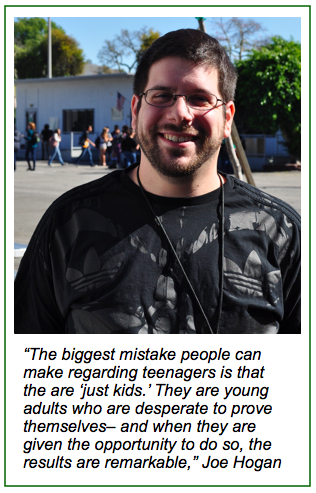 “The biggest mistake people can
make regarding teenagers is that
the are ‘just kids.’ They are young
adults who are desperate to prove
themselves– and when they are
given the opportunity to do so, the
results are remarkable,” Joe Hogan